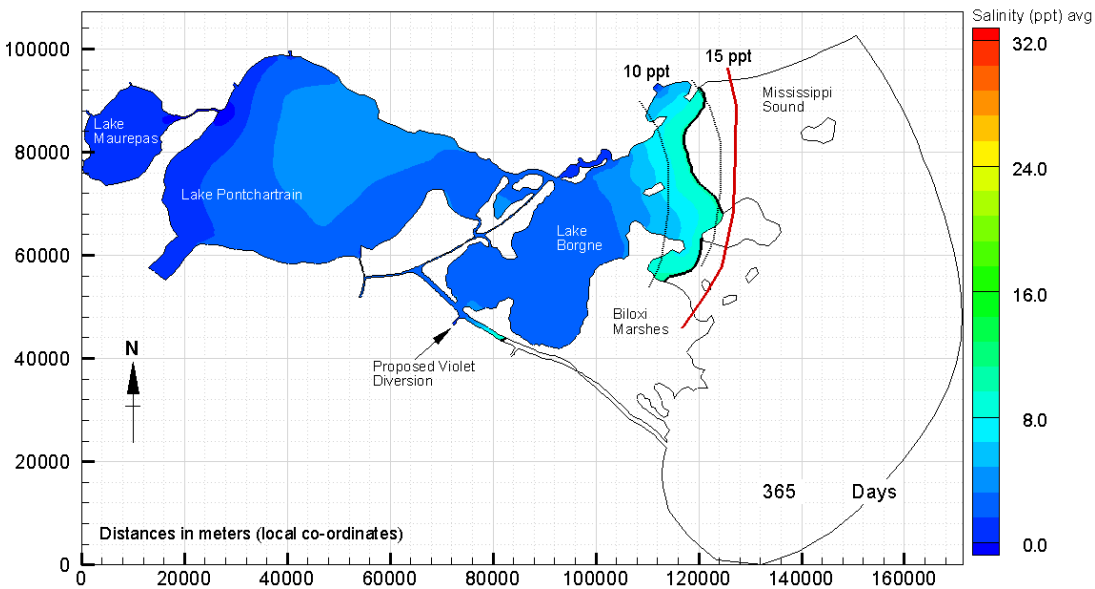 Salinity (ppt) avg
100000
80000
60000
40000
20000
0
0
20000
40000
60000
80000
100000
120000
140000
160000
32.0
24.0
16.0
8.0
0.0
10 ppt
15 ppt
Mississippi
Sound
Lake
Maurepas
Lake Pontchartrain
Lake
Borgne
Biloxi
Marshes
Proposed Violet
Diversion
N
365 Days
Distances in meters (local co-ordinates)